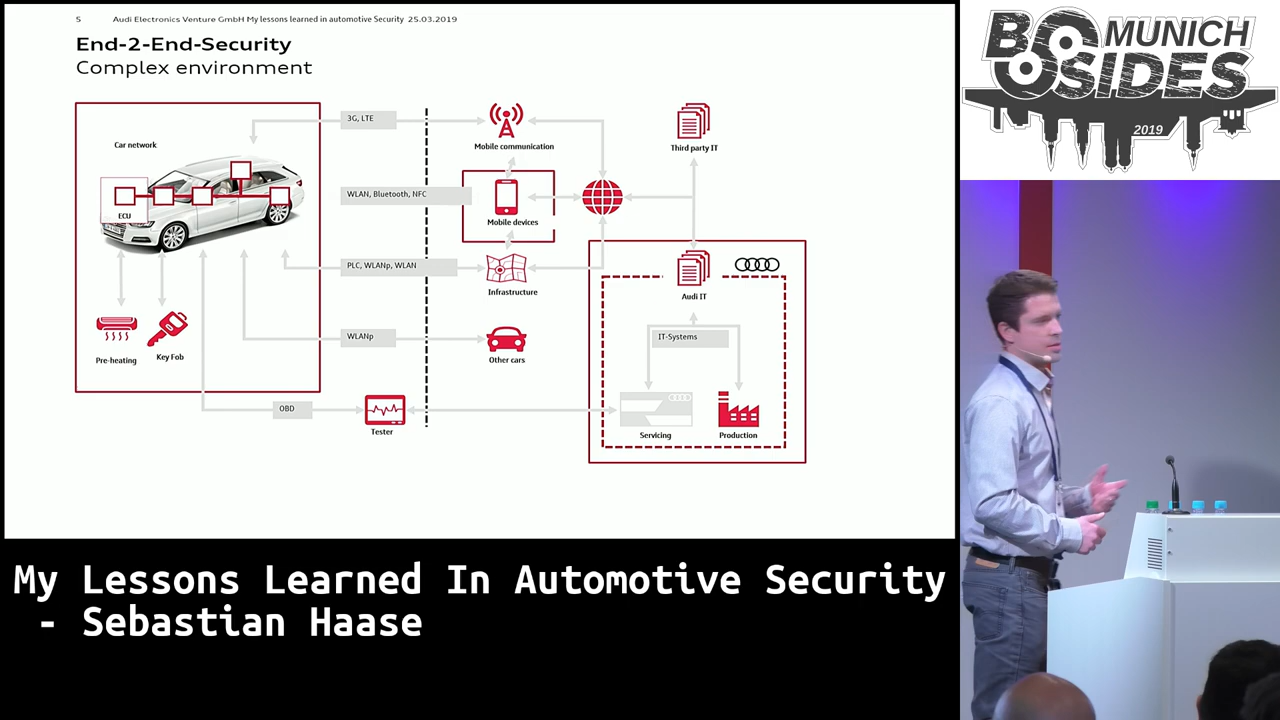 5 Audi Electronics Venture GmbH My lessons learned in automotive Security 25.03.2019
End-2-End-Security
Complex environment
Car network
ECU
Pre-heating
Key Fob
3G, LTE
WLAN, Bluetooth, NFC
PLC, WLANp, WLAN
WLANp
OBD
Tester
Mobile communication
Mobile devices
Infrastructure
Other cars
Third party IT
Audi IT
IT-Systems
Servicing
Production
BSIDES MUNICH
2019
My Lessons Learned In Automotive Security
- Sebastian Haase